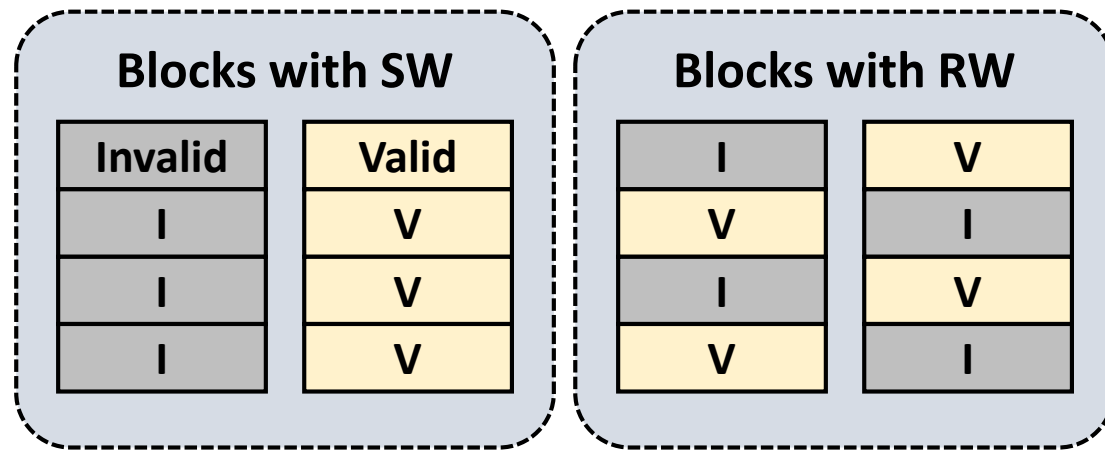 Blocks with SW
Invalid Valid
I V
I V
I V
Blocks with RW
I V
V I
I V
V I